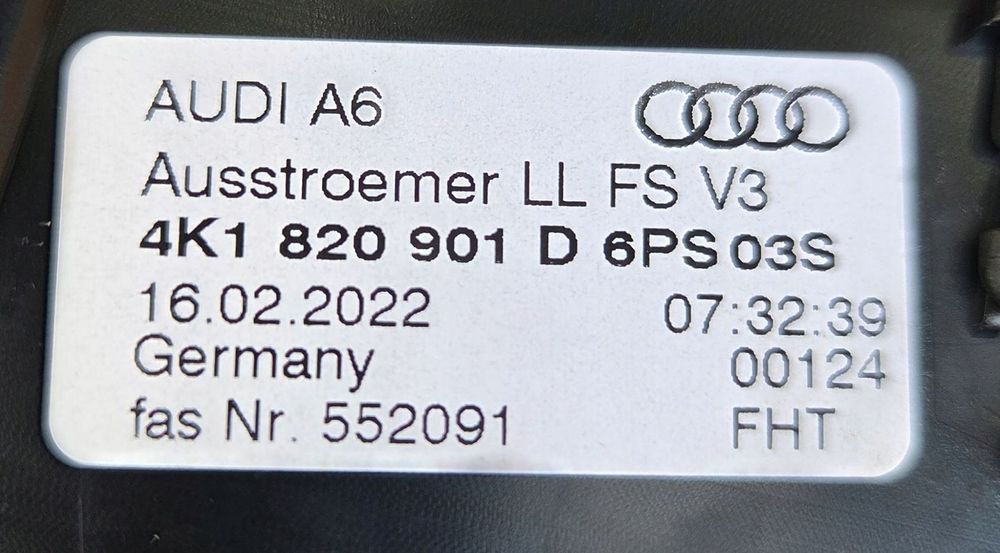 AUDI A6
Ausstroemer LL FS V3
4K1 820 901 D 6PS 03S
16.02.2022 07:32:39
Germany 00124
fas Nr. 552091 FHT